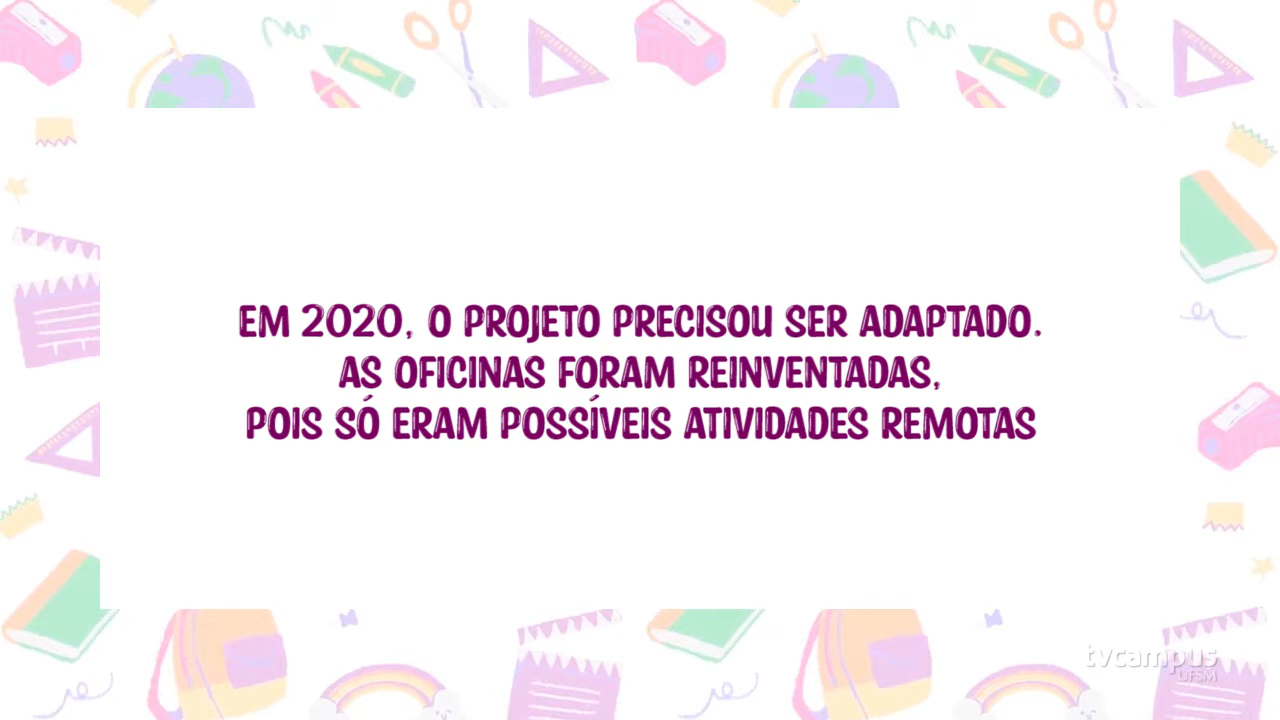 EM 2020, O PROJETO PRECISOU SER ADAPTADO.
AS OFICINAS FORAM REINVENTADAS,
POIS SÓ ERAM POSSÍVEIS ATIVIDADES REMOTAS
tvcampus
UFSM